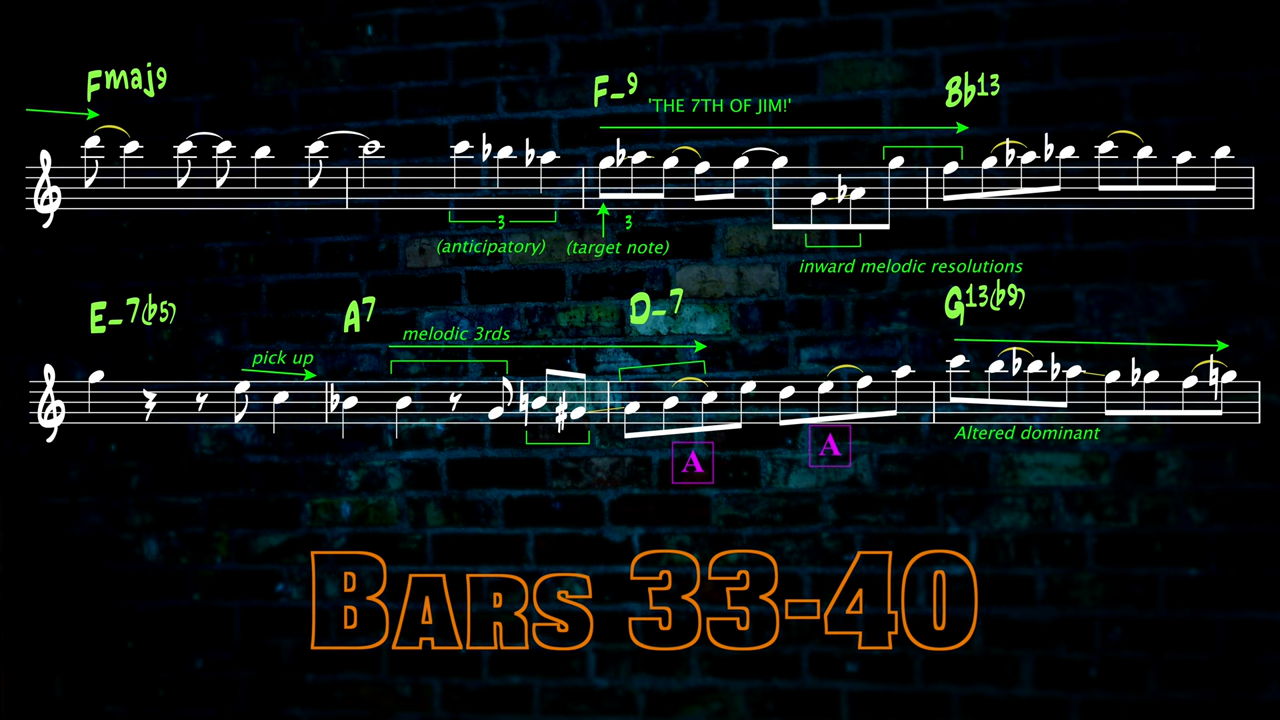 Fmaj9 F-9 'THE 7TH OF JIM!' Bb13
3 3
(anticipatory) (target note)
inward melodic resolutions
E-7(b5) A7 D-7 G13(b9)
melodic 3rds
pick up
Altered dominant
A A
BARS 33-40